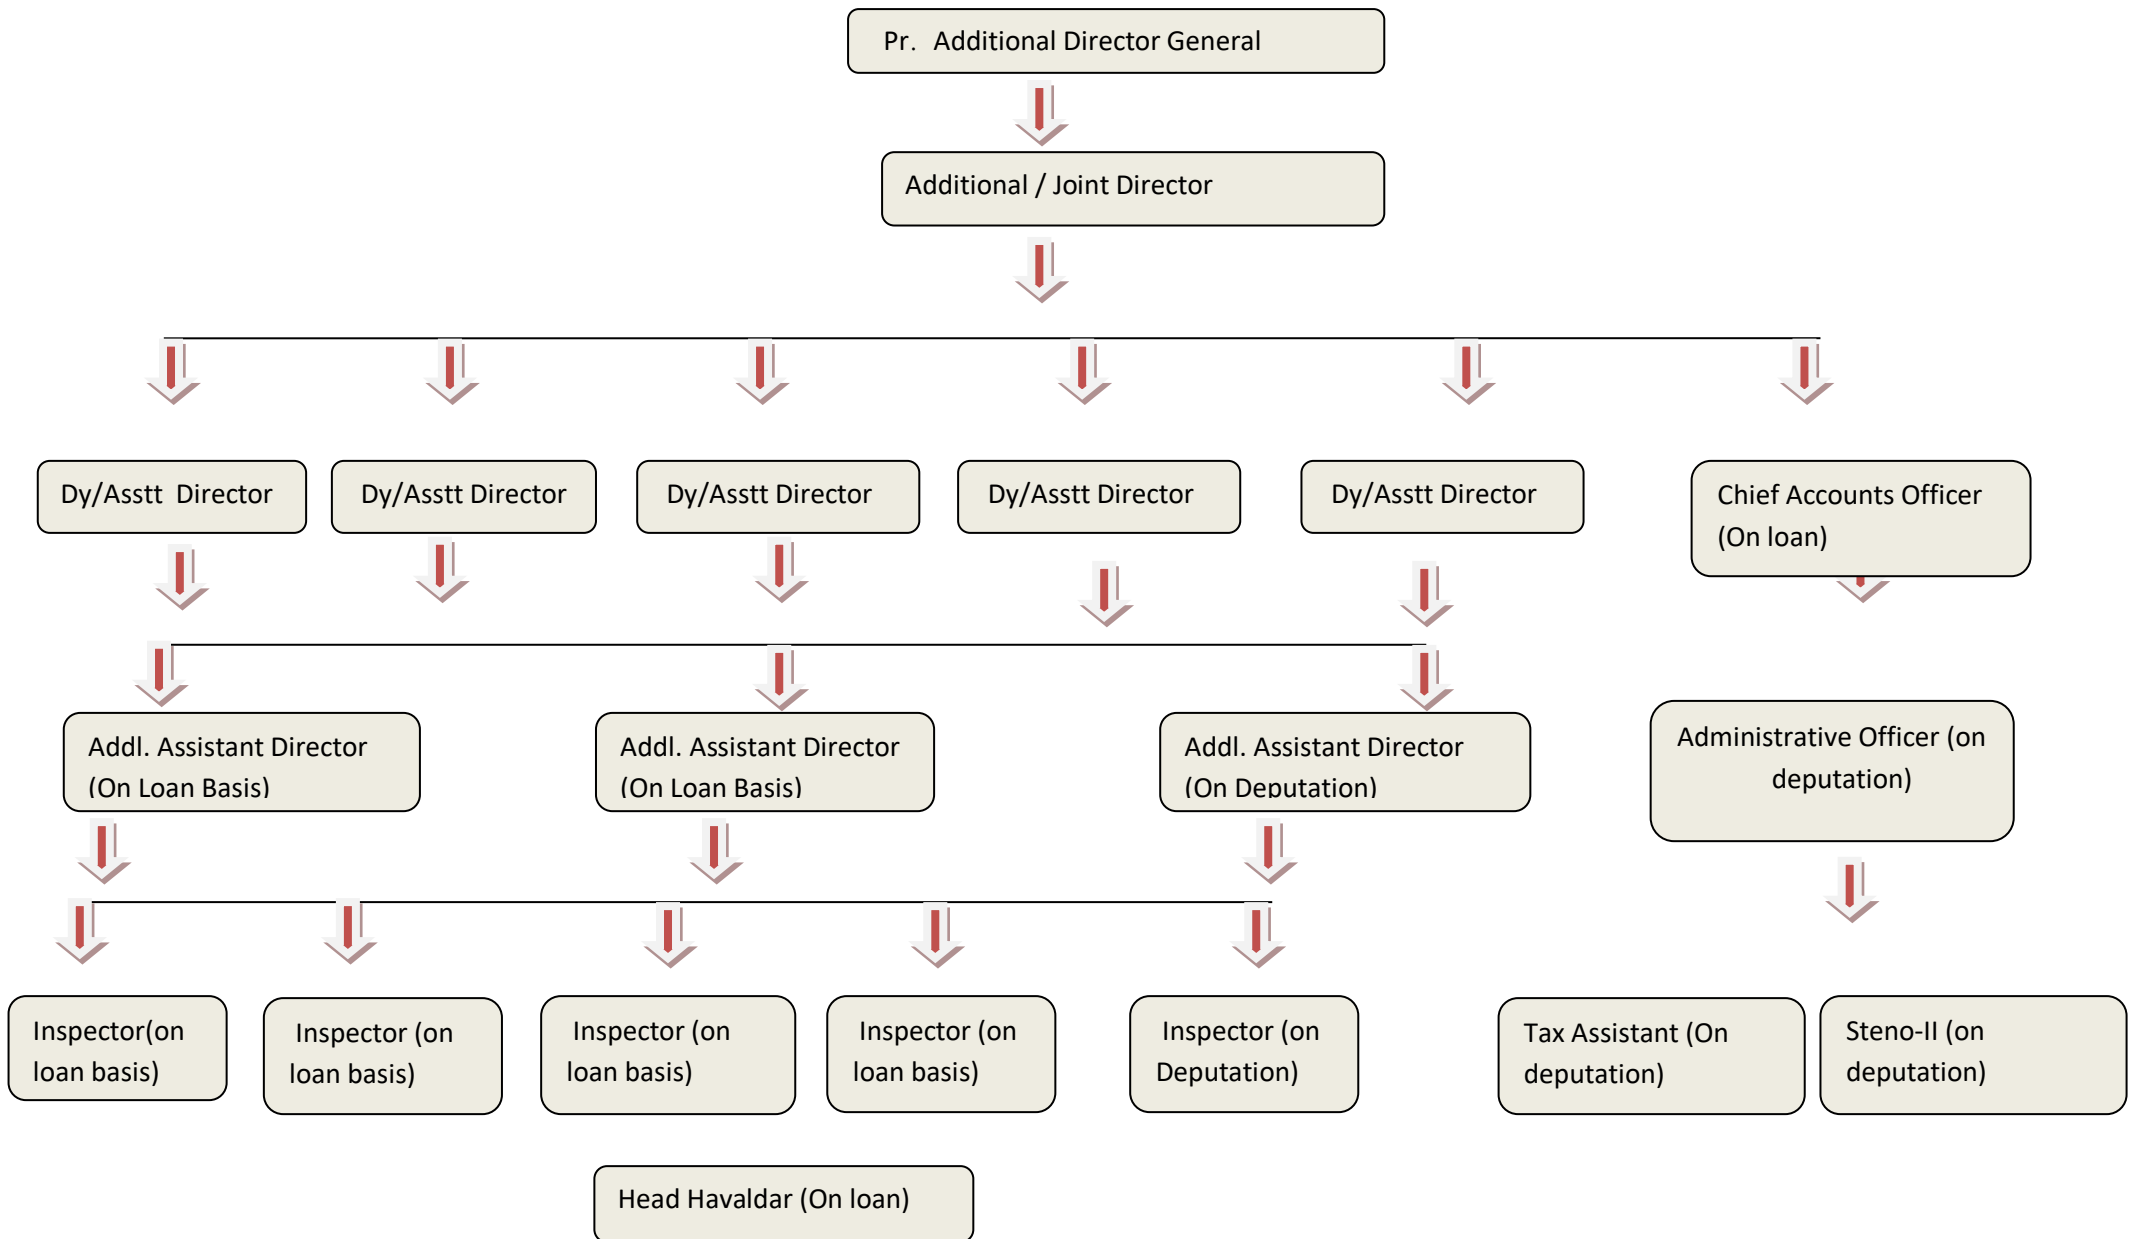 Pr. Additional Director General
Additional / Joint Director
Dy/Asstt Director
Dy/Asstt Director
Dy/Asstt Director
Dy/Asstt Director
Dy/Asstt Director
Chief Accounts Officer
(On loan)
Addl. Assistant Director
(On Loan Basis)
Addl. Assistant Director
(On Loan Basis)
Addl. Assistant Director
(On Deputation)
Administrative Officer (on
deputation)
Inspector(on
loan basis)
Inspector (on
loan basis)
Inspector (on
loan basis)
Inspector (on
loan basis)
Inspector (on
Deputation)
Tax Assistant (On
deputation)
Steno-II (on
deputation)
Head Havaldar (On loan)